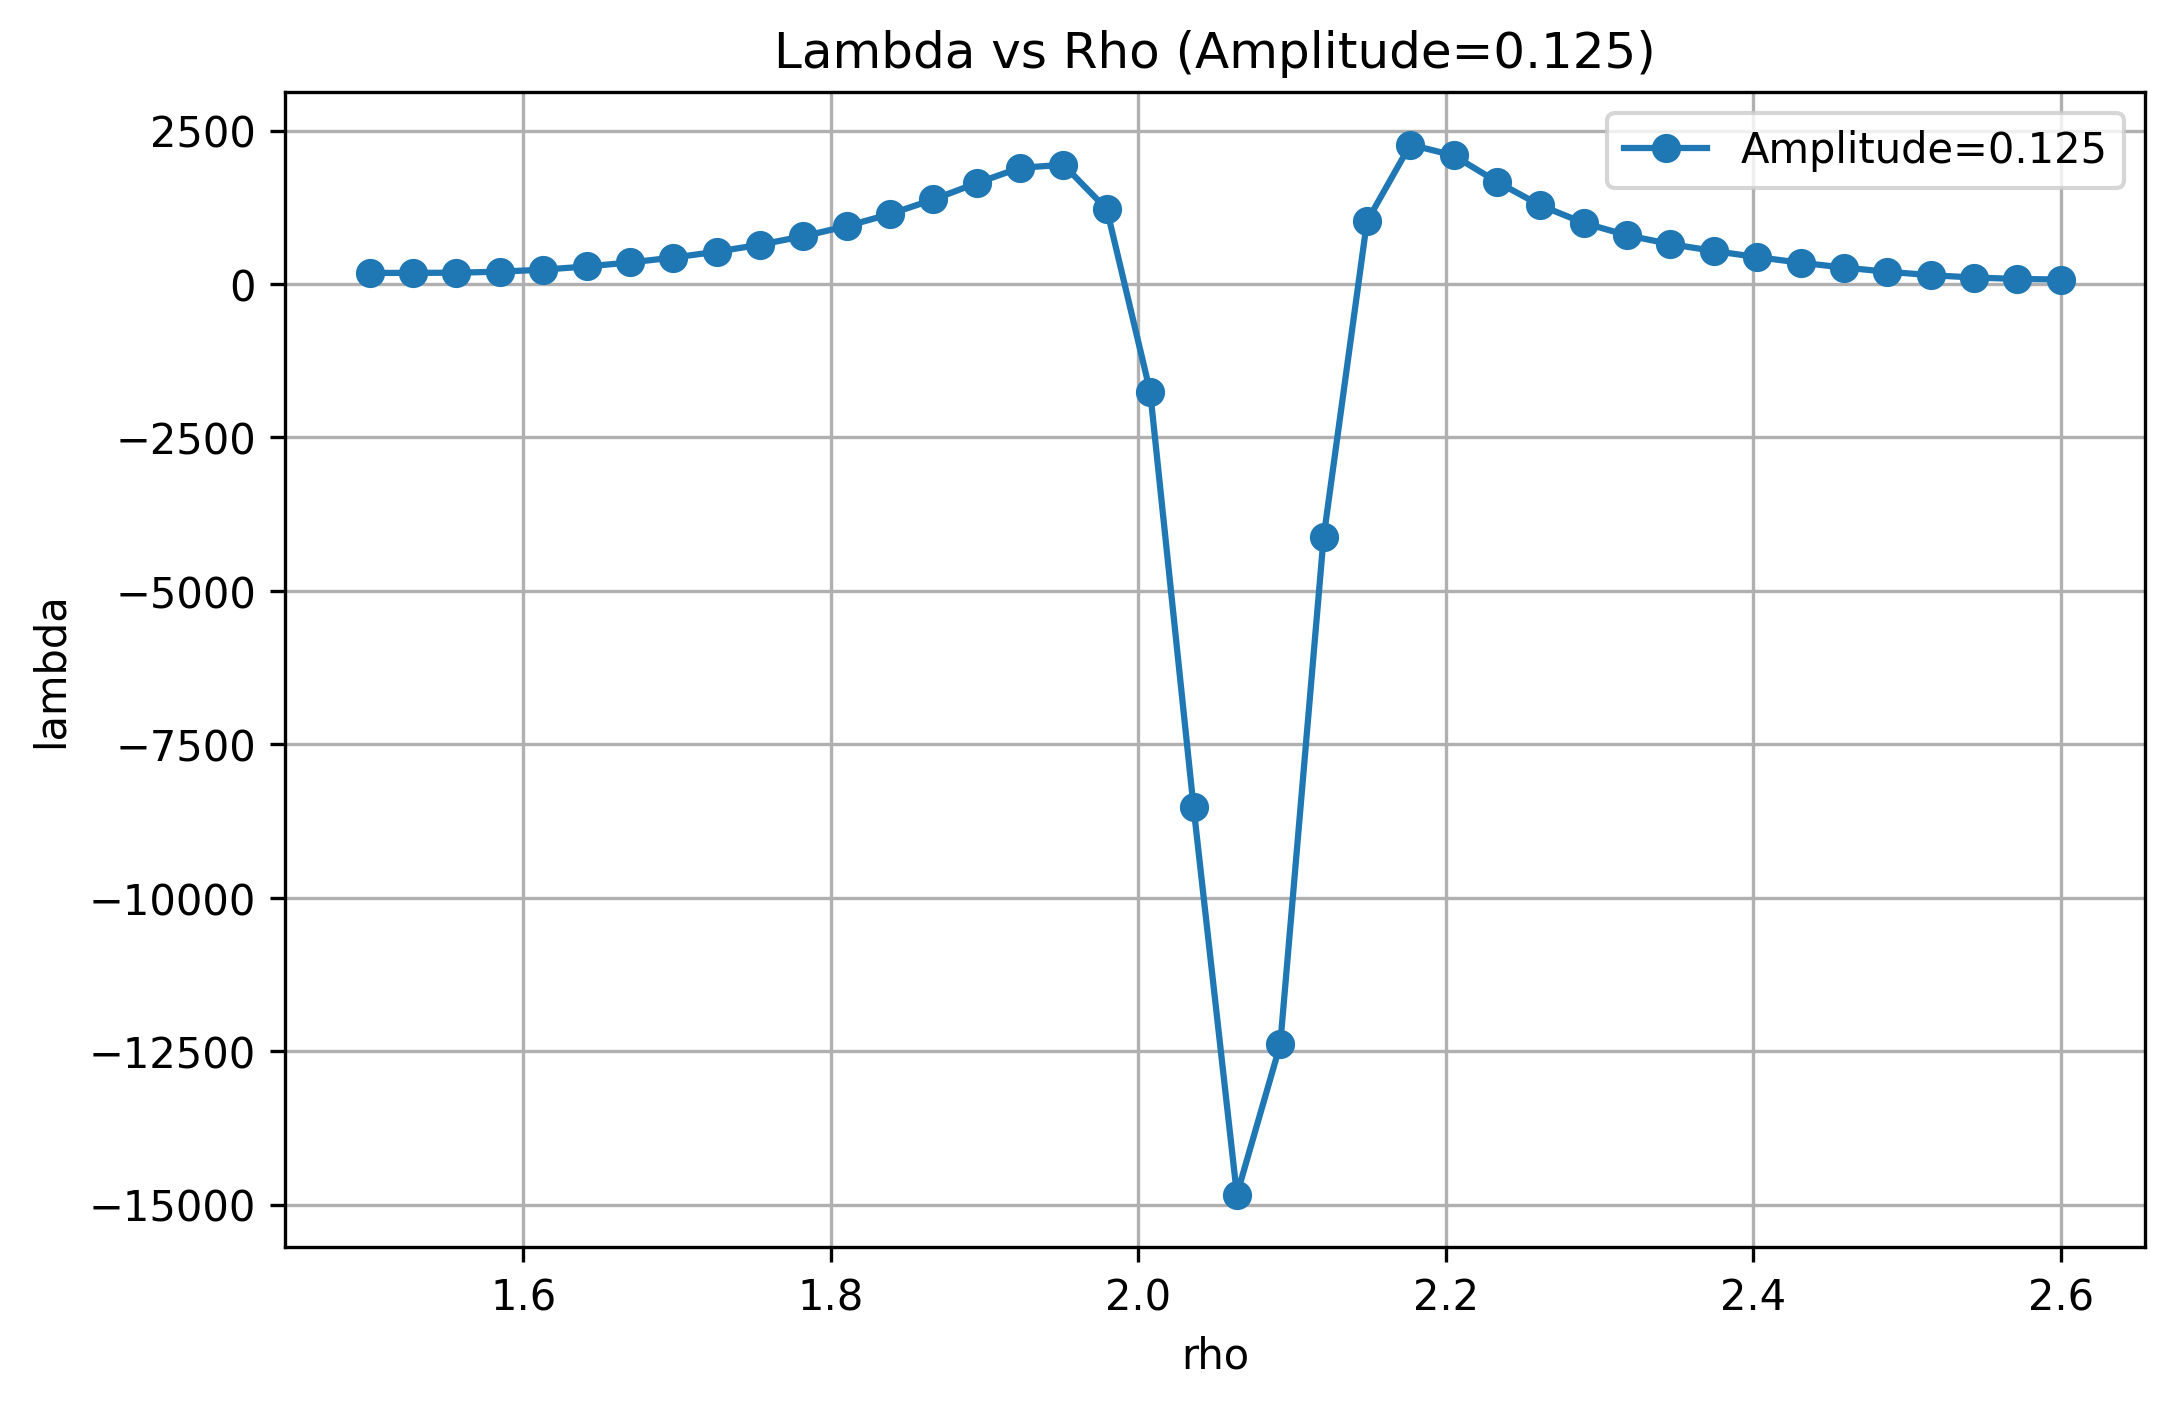 Lambda vs Rho (Amplitude=0.125)
Amplitude=0.125
2500
0
−2500
−5000
−7500
−10000
−12500
−15000
lambda
1.6 1.8 2.0 2.2 2.4 2.6
rho